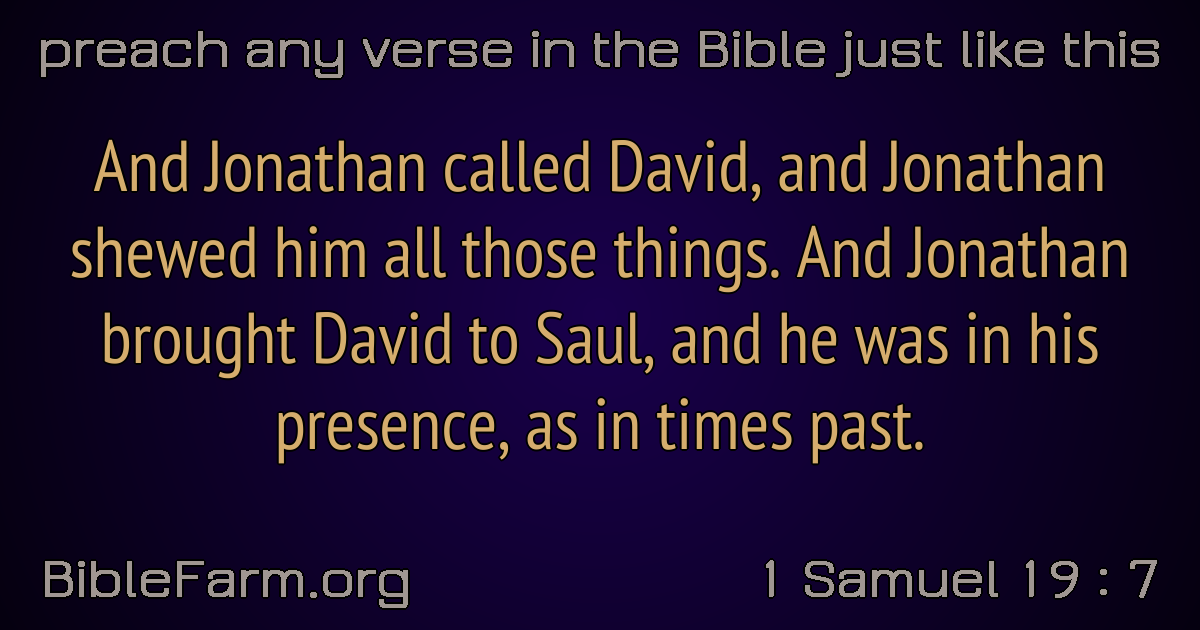 preach any verse in the Bible just like this
And Jonathan called David, and Jonathan
shewed him all those things. And Jonathan
brought David to Saul, and he was in his
presence, as in times past.
BibleFarm.org
1 Samuel 19 : 7